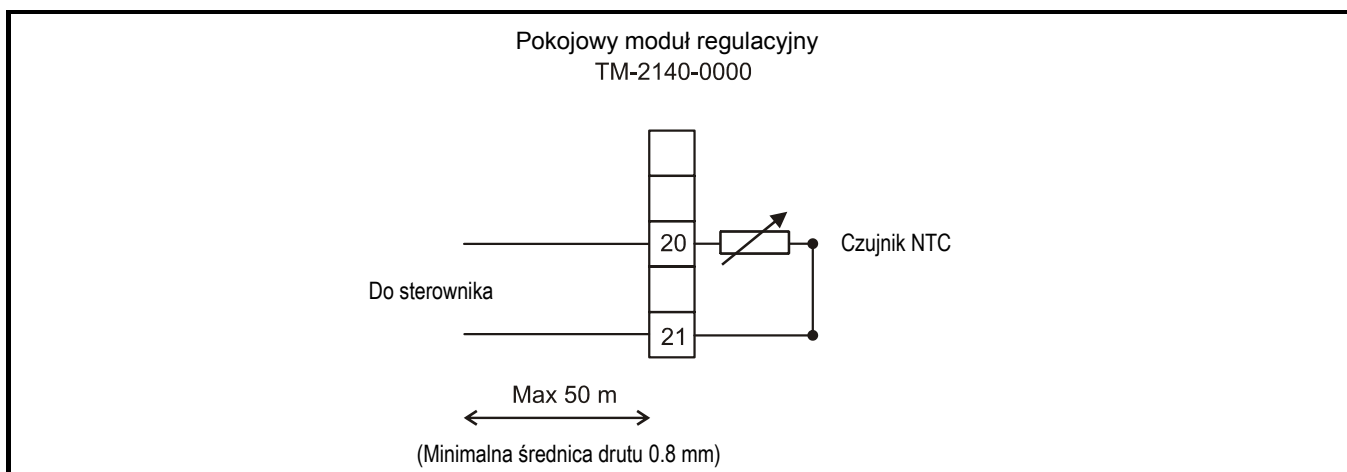 Pokojowy moduł regulacyjny
TM-2140-0000
20
Czujnik NTC
Do sterownika
21
Max 50 m
(Minimalna średnica drutu 0.8 mm)